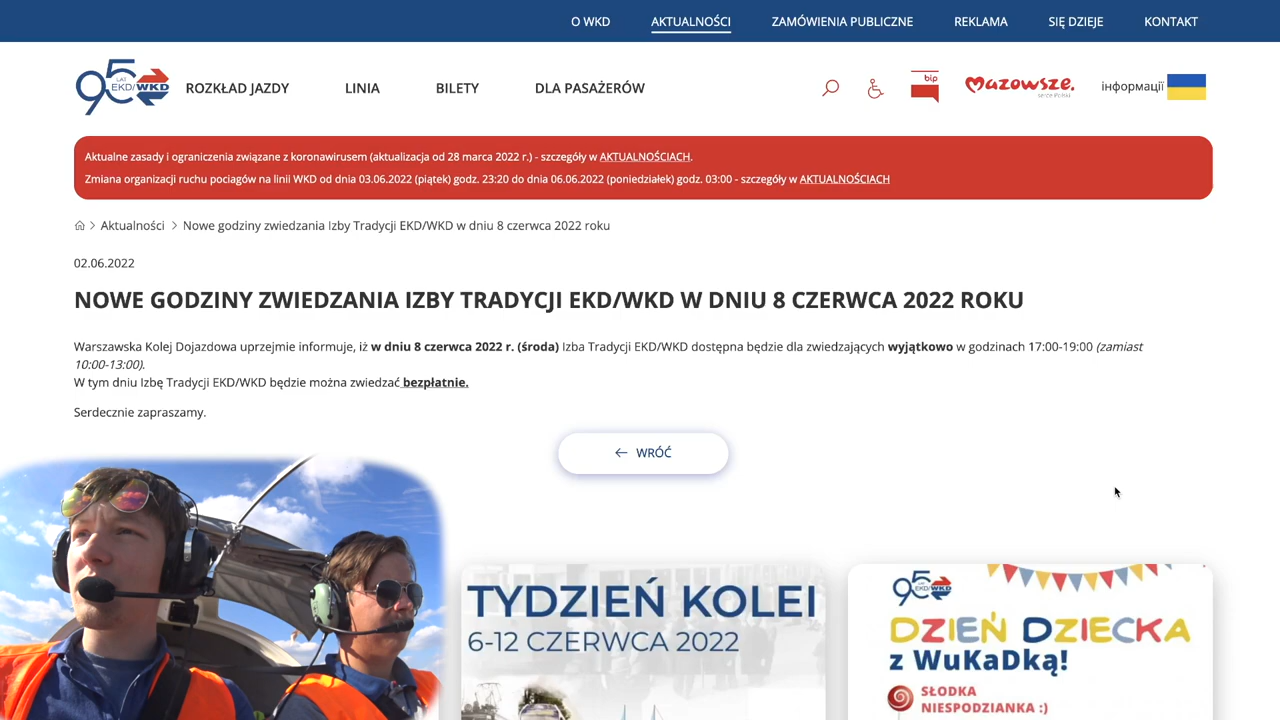 O WKD AKTUALNOŚCI ZAMÓWIENIA PUBLICZNE REKLAMA SIĘ DZIEJE KONTAKT
95 LAT EKD/WKD
ROZKŁAD JAZDY LINIA BILETY DLA PASAŻERÓW
bip
Mazowsze.
serce Polski
інформації
Aktualne zasady i ograniczenia związane z koronawirusem (aktualizacja od 28 marca 2022 r.) - szczegóły w AKTUALNOŚCIACH.
Zmiana organizacji ruchu pociągów na linii WKD od dnia 03.06.2022 (piątek) godz. 23:20 do dnia 06.06.2022 (poniedziałek) godz. 03:00 - szczegóły w AKTUALNOŚCIACH
Aktualności > Nowe godziny zwiedzania Izby Tradycji EKD/WKD w dniu 8 czerwca 2022 roku
02.06.2022
NOWE GODZINY ZWIEDZANIA IZBY TRADYCJI EKD/WKD W DNIU 8 CZERWCA 2022 ROKU
Warszawska Kolej Dojazdowa uprzejmie informuje, iż w dniu 8 czerwca 2022 r. (środa) Izba Tradycji EKD/WKD dostępna będzie dla zwiedzających wyjątkowo w godzinach 17:00-19:00 (zamiast
10:00-13:00).
W tym dniu Izbę Tradycji EKD/WKD będzie można zwiedzać bezpłatnie.
Serdecznie zapraszamy.
← WRÓĆ
TYDZIEŃ KOLEI
6-12 CZERWCA 2022
95 LAT EKD/WKD
DZIEŃ DZIECKA
z WuKaDką!
SŁODKA
NIESPODZIANKA :)